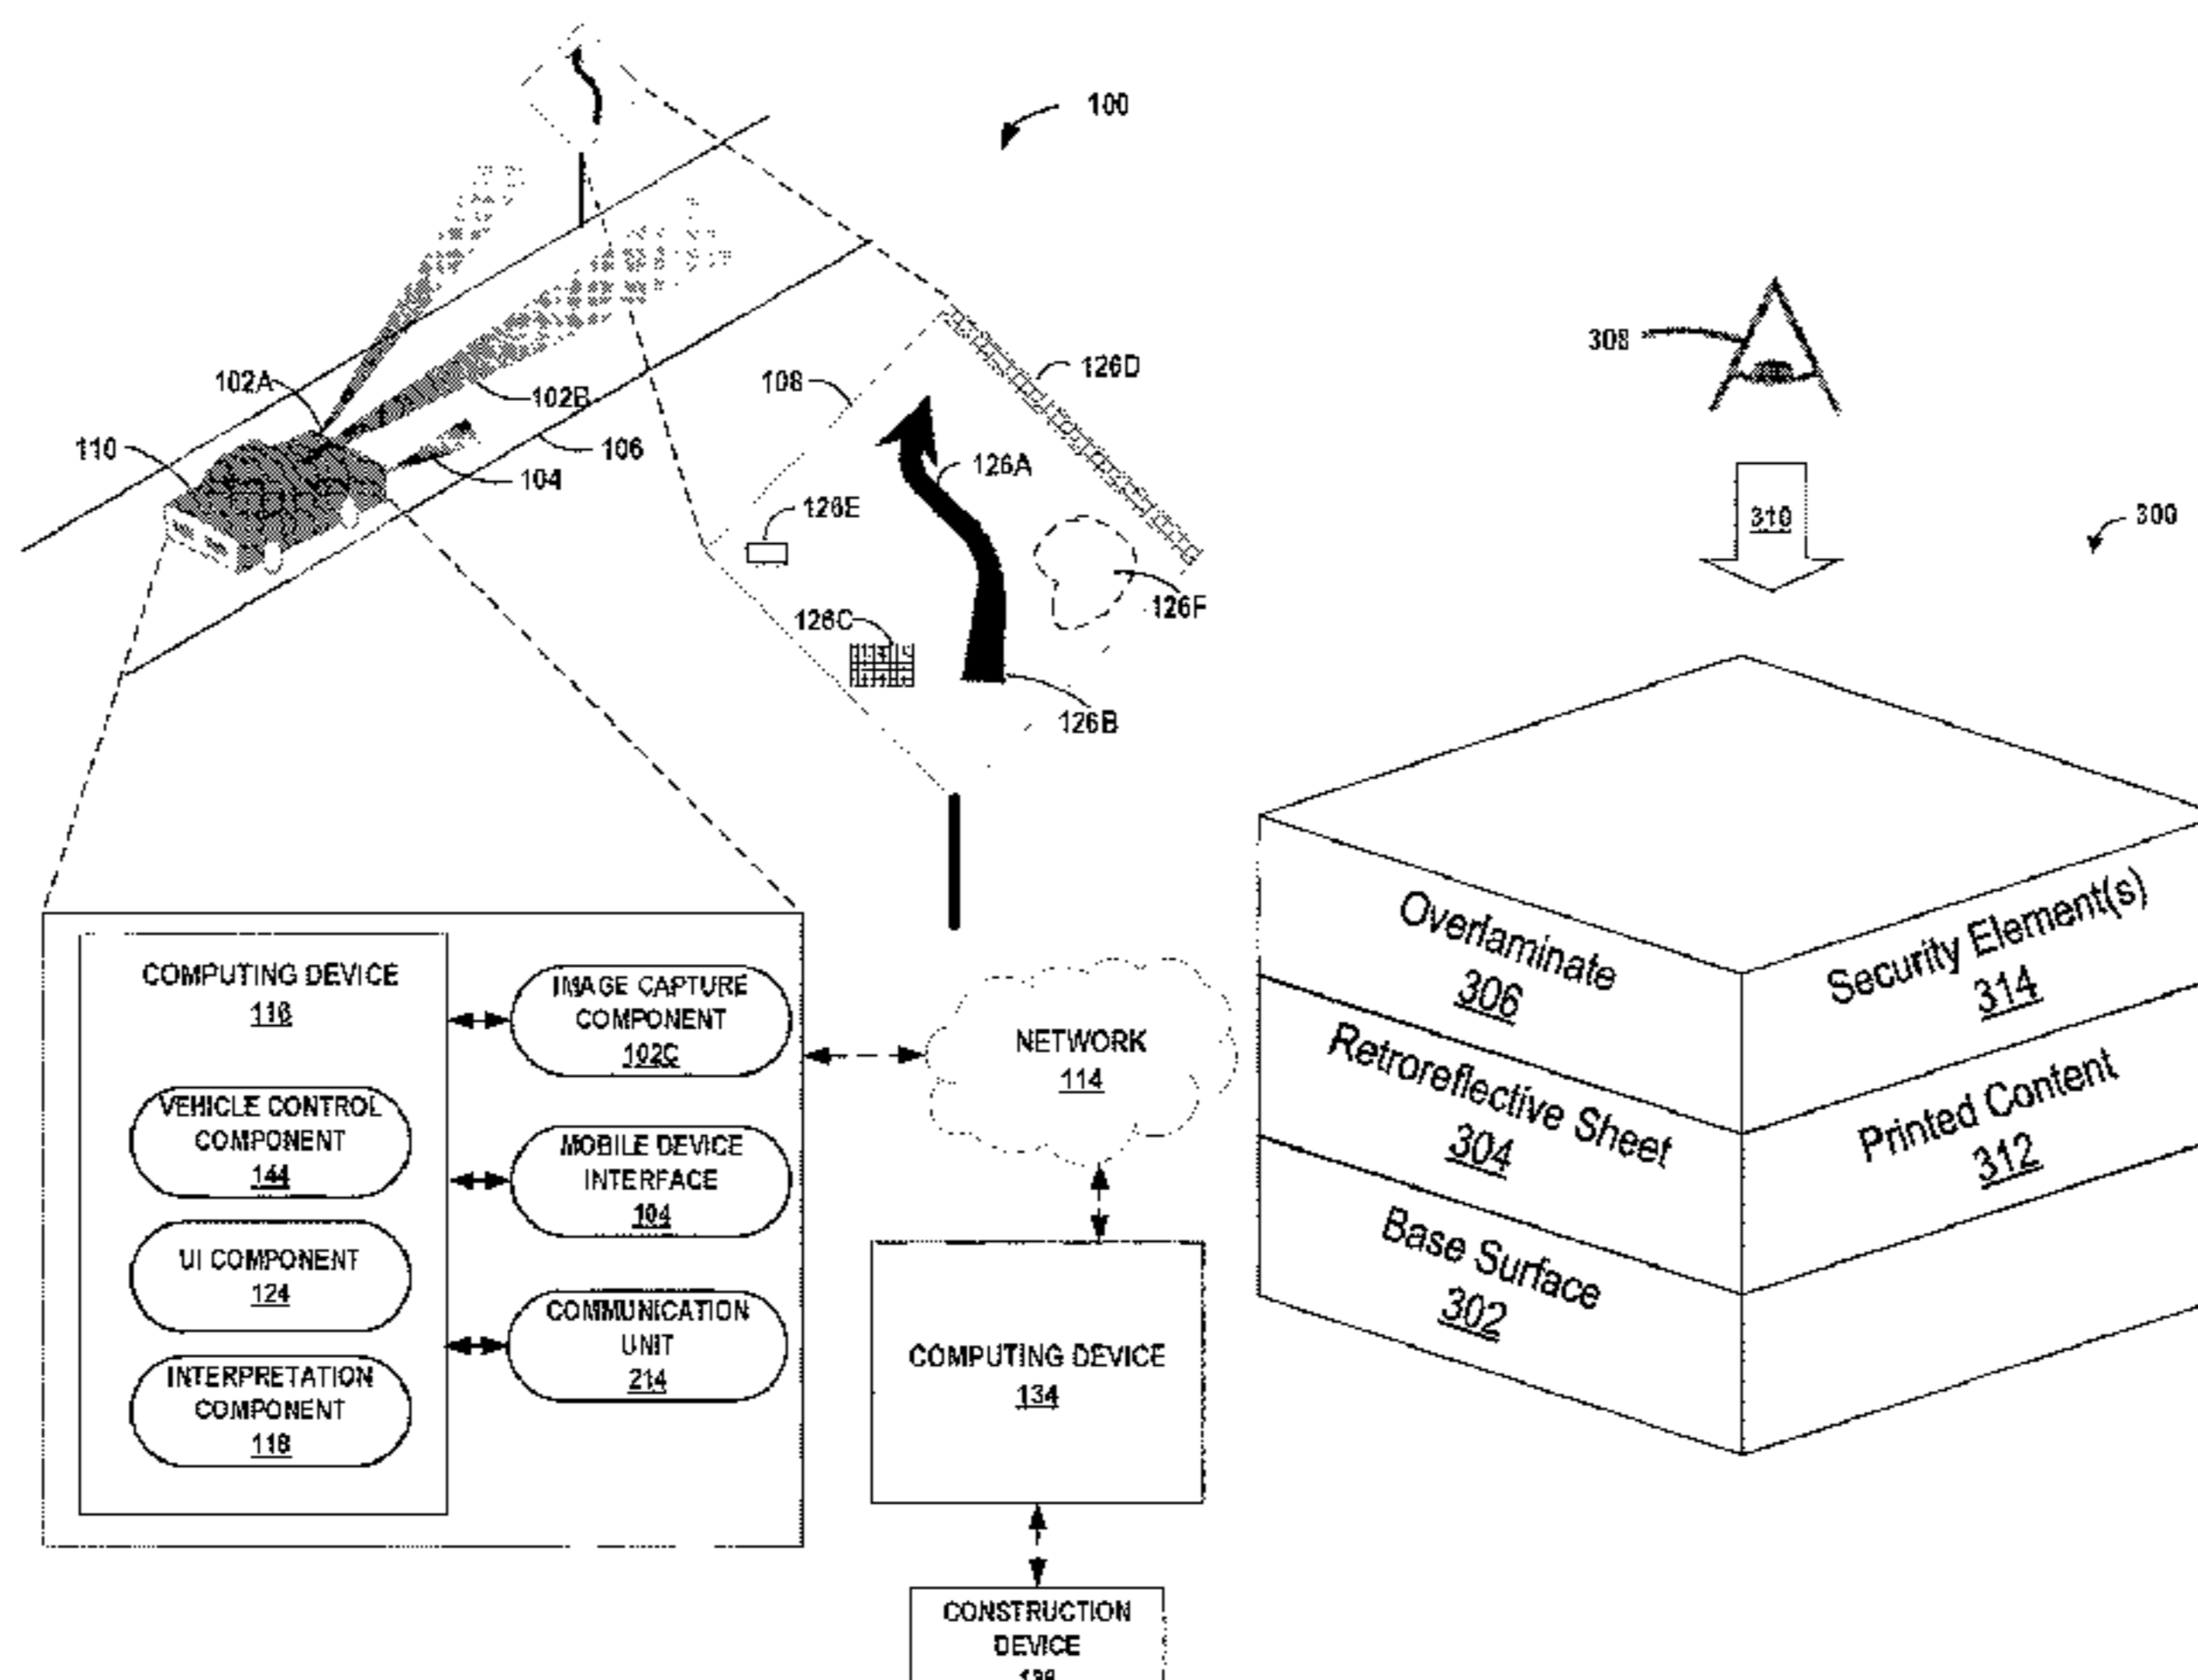 100
308
126D
102A
108
102B
110
106
126A
104
126E
310
300
126F
126C
126B
Overlaminate
306
Security Element(s)
314
COMPUTING DEVICE
116
IMAGE CAPTURE
COMPONENT
102C
NETWORK
114
Retroreflective Sheet
304
Printed Content
312
VEHICLE CONTROL
COMPONENT
144
MOBILE DEVICE
INTERFACE
104
Base Surface
302
UI COMPONENT
124
COMMUNICATION
UNIT
214
COMPUTING DEVICE
134
INTERPRETATION
COMPONENT
118
CONSTRUCTION
DEVICE